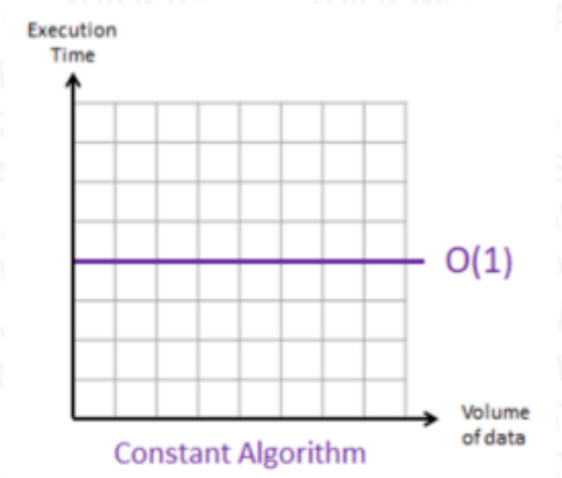 Execution
Time
O(1)
Volume
of data
Constant Algorithm